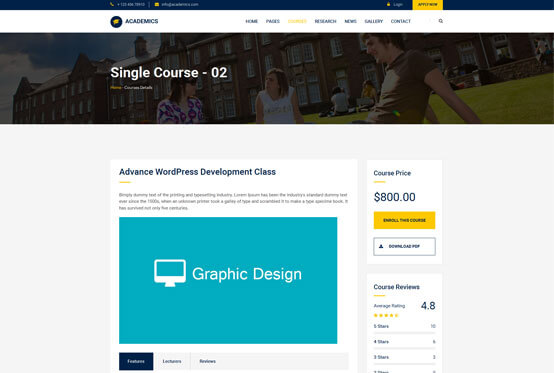 + 123 456 78910
info@academics.com
Login
APPLY NOW
ACADEMICS
HOME
PAGES
COURSES
RESEARCH
NEWS
GALLERY
CONTACT
Single Course - 02
Home - Courses Details
Advance WordPress Development Class
Simply dummy text of the printing and typesetting industry. Lorem Ipsum has been the industry's standard dummy text
ever since the 1500s, when an unknown printer took a galley of type and scrambled it to make a type specimen book. It
has survived not only five centuries.
Graphic Design
Features
Lecturers
Reviews
Course Price
$800.00
ENROLL THIS COURSE
DOWNLOAD PDF
Course Reviews
Average Rating
4.8
5 Stars 10
4 Stars 6
3 Stars
2 Stars